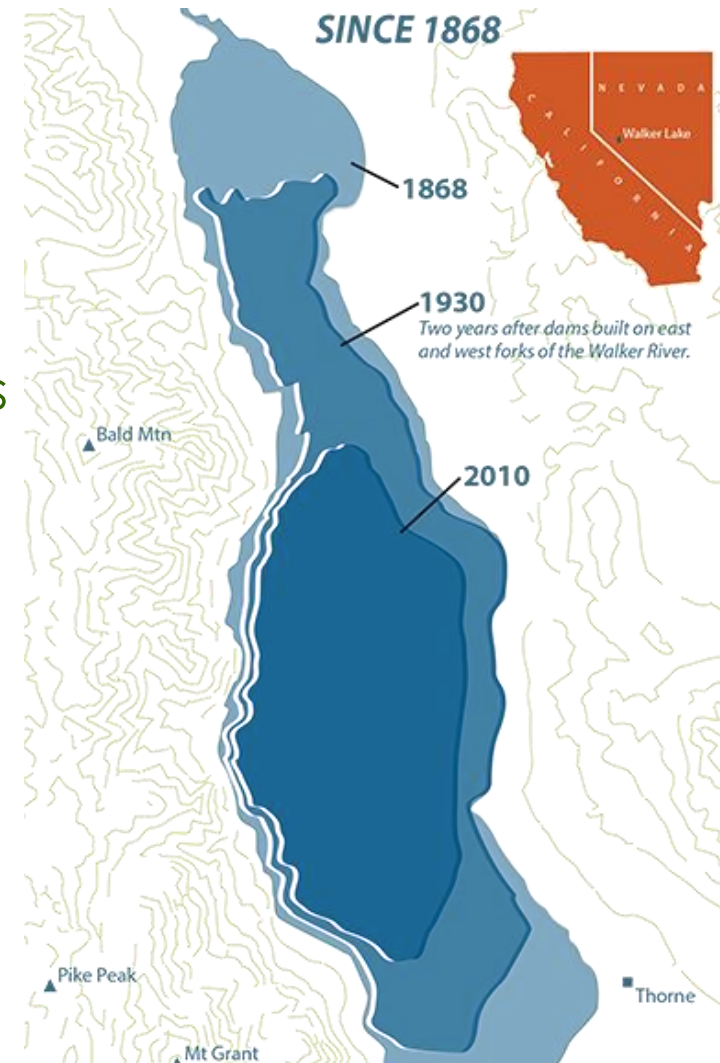 SINCE 1868
NEVADA
Walker Lake
CALIFORNIA
1868
1930
Two years after dams built on east
and west forks of the Walker River.
S
Bald Mtn
2010
Pike Peak
Thorne
Mt Grant